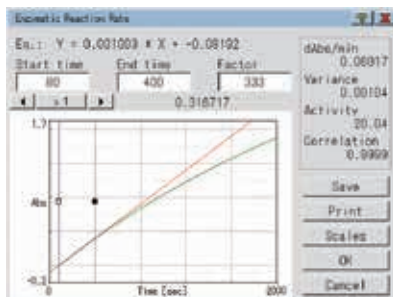 Enzymatic Reaction Rate
Eq.: Y = 0.001003 * X + -0.08192
Start time End time Factor
80 400 333
x 1 0.316717
dAbs/min
0.06017
Variance
0.00104
Activity
20.04
Correlation
0.9999
1.3
Abs
-0.3
0 Time [sec] 2000
Save
Print
Scales
OK
Cancel